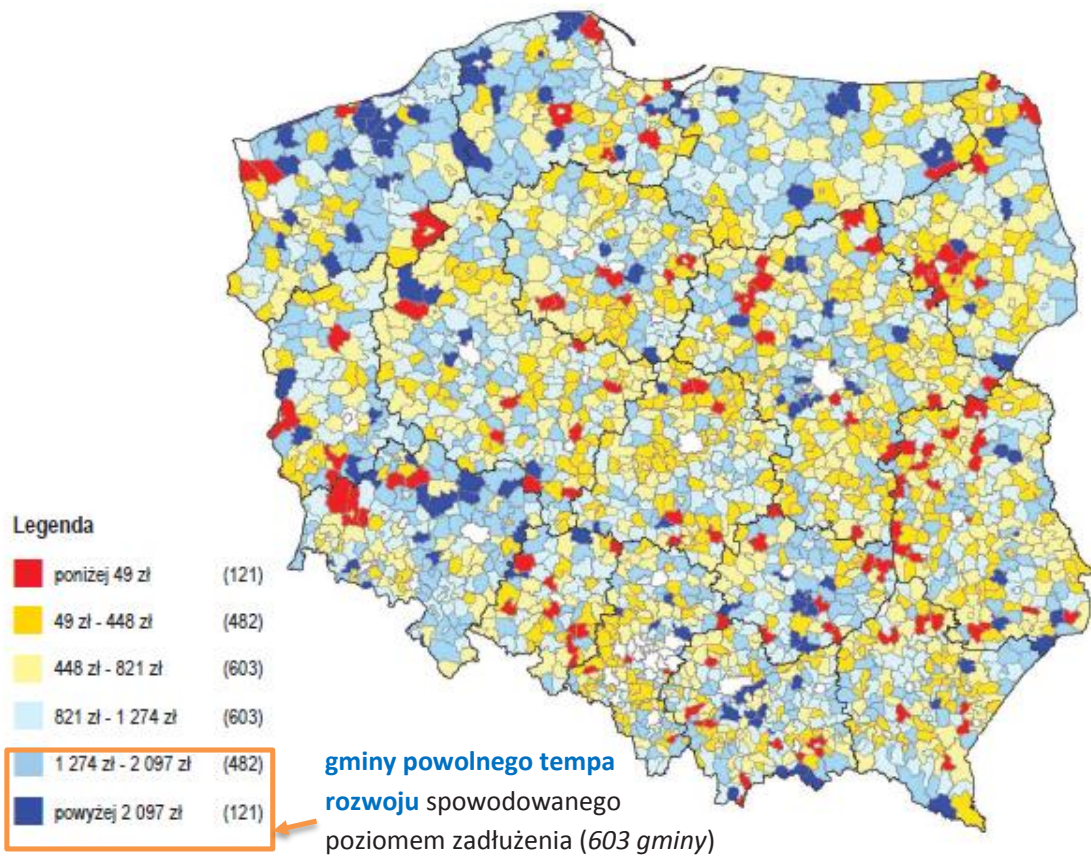 Legenda
poniżej 49 zł (121)
49 zł - 448 zł (482)
448 zł - 821 zł (603)
821 zł - 1 274 zł (603)
1 274 zł - 2 097 zł (482)
powyżej 2 097 zł (121)
gminy powolnego tempa
rozwoju spowodowanego
poziomem zadłużenia (603 gminy)